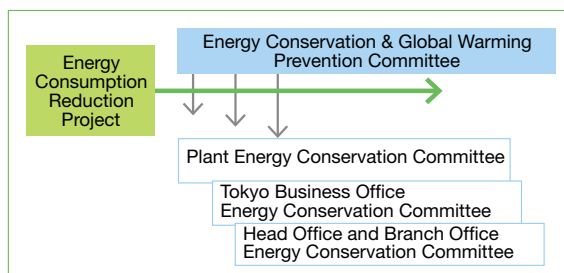 Energy Conservation & Global Warming
Prevention Committee
Energy
Consumption
Reduction
Project
Plant Energy Conservation Committee
Tokyo Business Office
Energy Conservation Committee
Head Office and Branch Office
Energy Conservation Committee